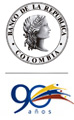 BANCO DE LA REPUBLICA
COLOMBIA
90
años